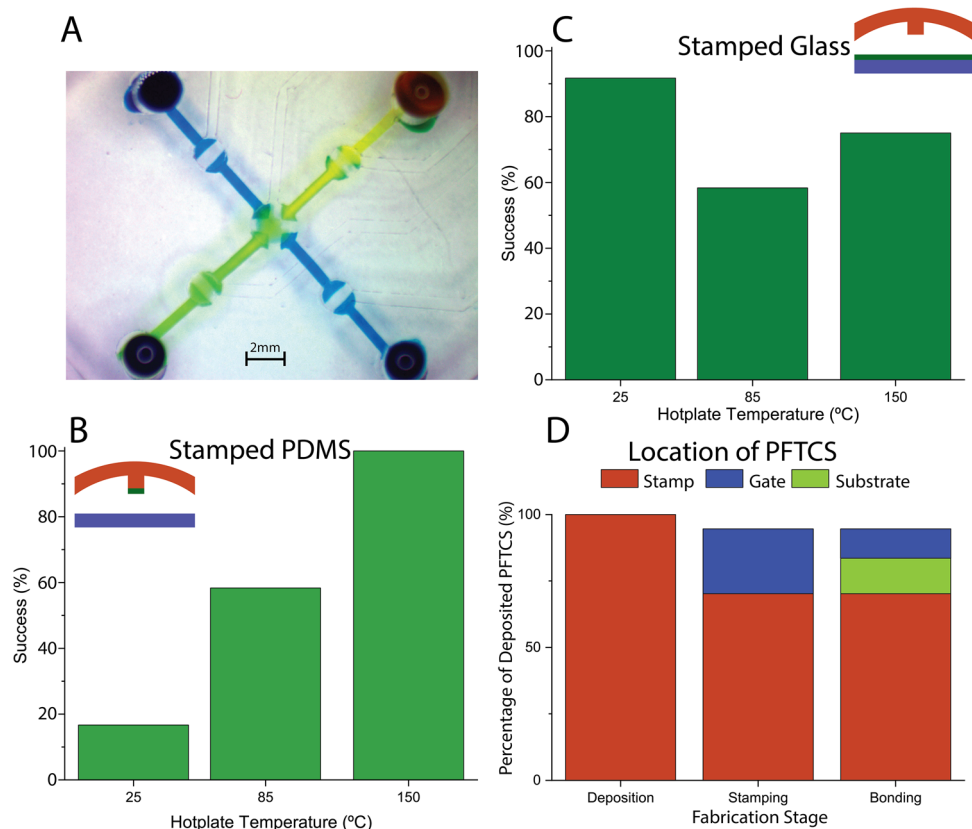 A
2mm
B
Stamped PDMS
Success (%)
100
80
60
40
20
0
25
85
150
Hotplate Temperature (ºC)
C
Stamped Glass
Success (%)
100
80
60
40
20
0
25
85
150
Hotplate Temperature (ºC)
D
Location of PFTCS
Stamp
Gate
Substrate
Percentage of Deposited PFTCS (%)
100
50
0
Deposition
Stamping
Bonding
Fabrication Stage